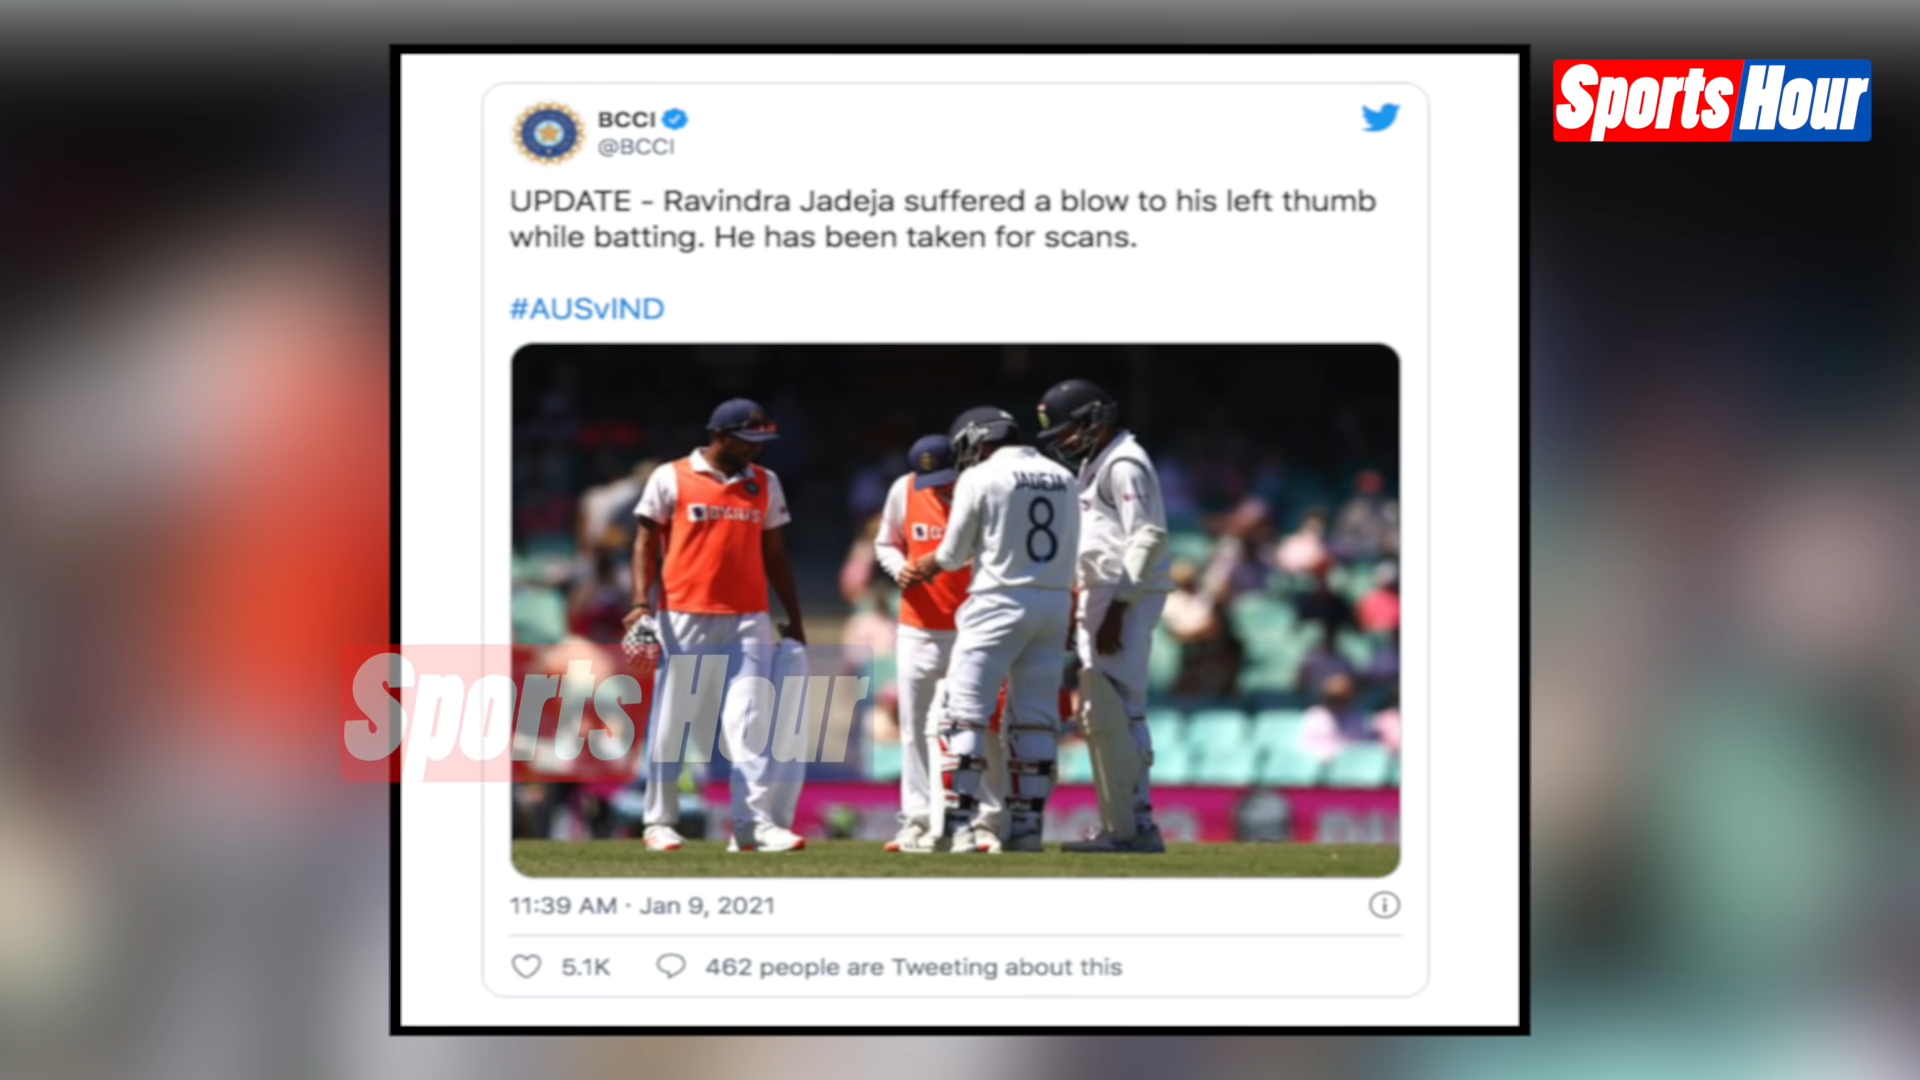 Sports Hour
BCCI
@BCCI
UPDATE - Ravindra Jadeja suffered a blow to his left thumb
while batting. He has been taken for scans.
#AUSvIND
JADEJA
8
Sports Hour
11:39 AM · Jan 9, 2021
5.1K 462 people are Tweeting about this